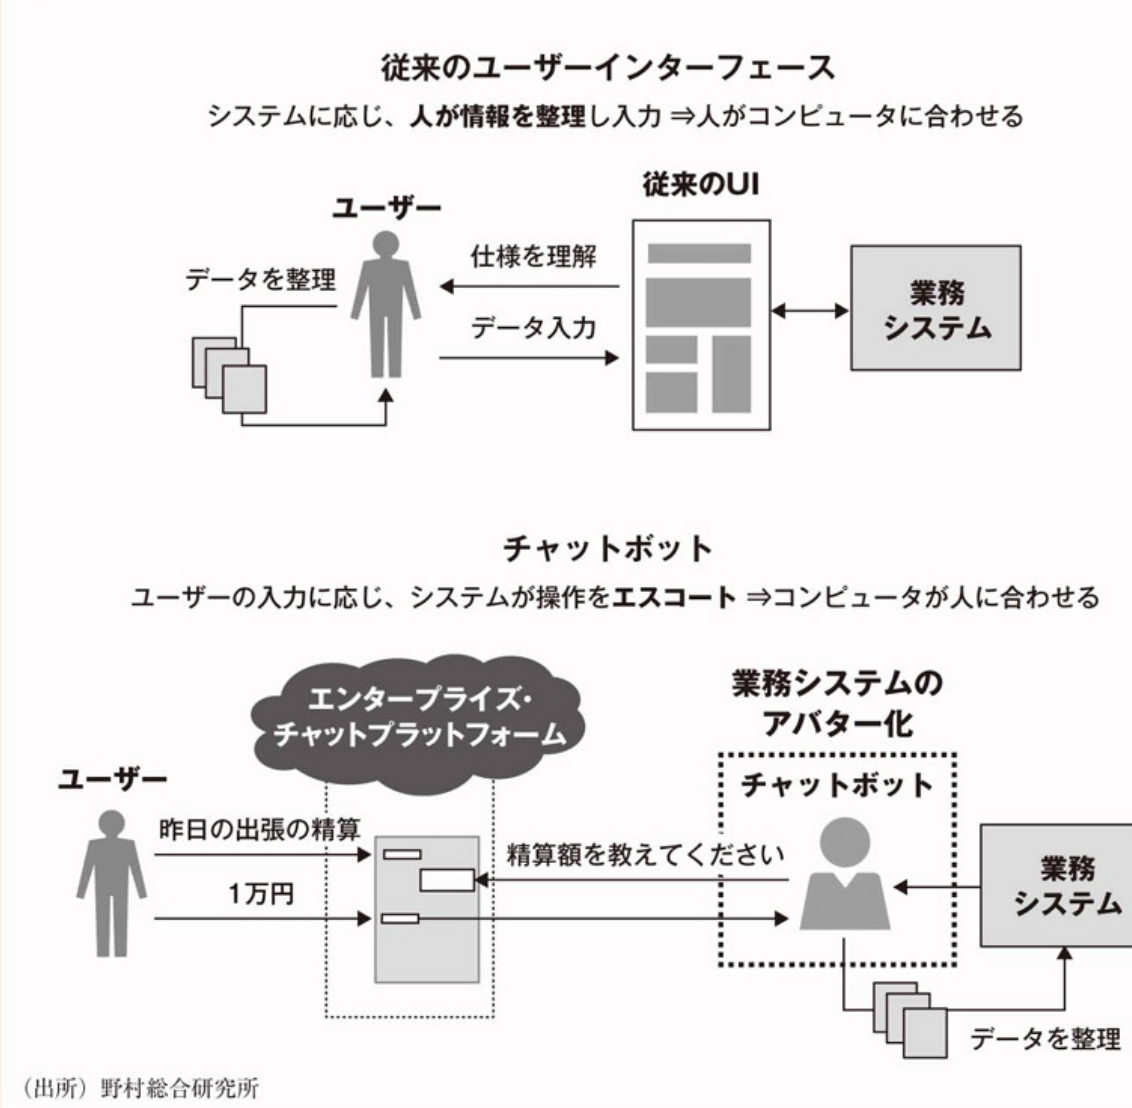 従来のユーザーインターフェース
システムに応じ、人が情報を整理し入力 ⇒人がコンピュータに合わせる
従来のUI
ユーザー
仕様を理解
データを整理
データ入力
業務
システム
チャットボット
ユーザーの入力に応じ、システムが操作をエスコート ⇒コンピュータが人に合わせる
エンタープライズ・
チャットプラットフォーム
業務システムの
アバター化
ユーザー
チャットボット
昨日の出張の精算
精算額を教えてください
1万円
業務
システム
データを整理
（出所）野村総合研究所